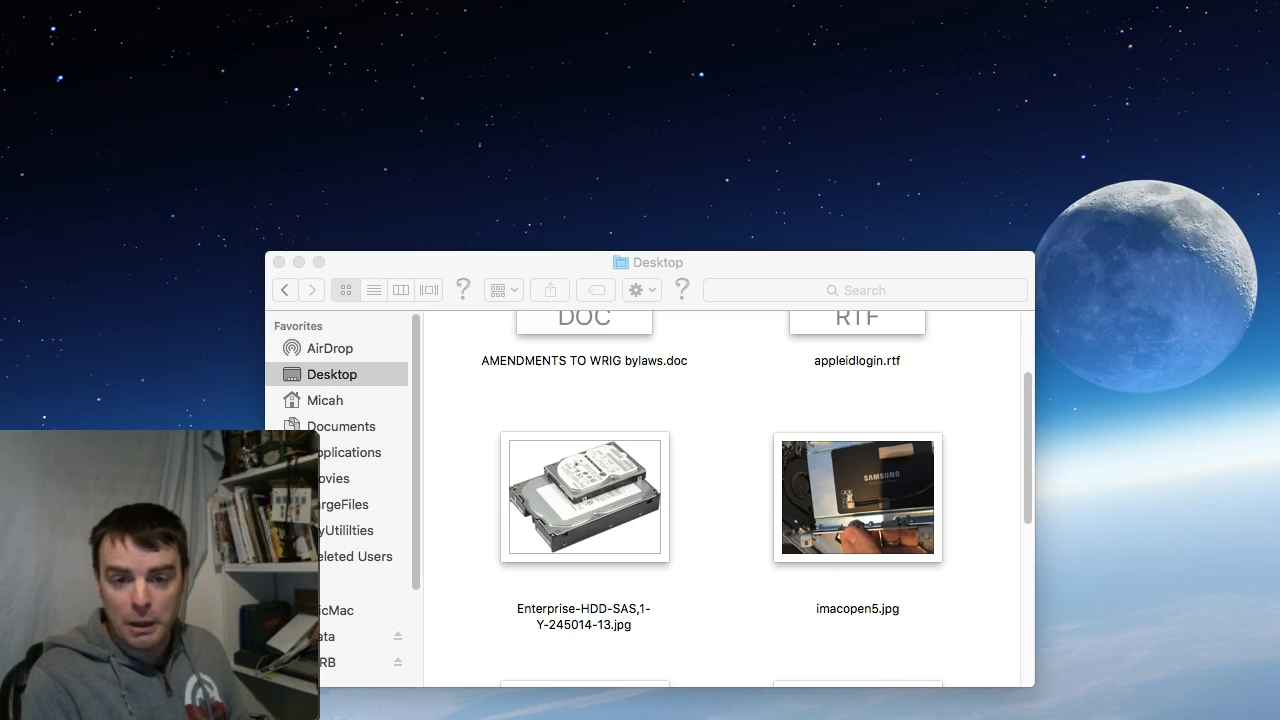 Desktop
Search
Favorites
AirDrop
Desktop
Micah
Documents
pplications
ovies
rgeFiles
yUtilities
eleted Users
icMac
ata
RB
DOC
RTF
AMENDMENTS TO WRIG bylaws.doc
appleidlogin.rtf
SAMSUNG
Enterprise-HDD-SAS,1-
Y-245014-13.jpg
imacopen5.jpg